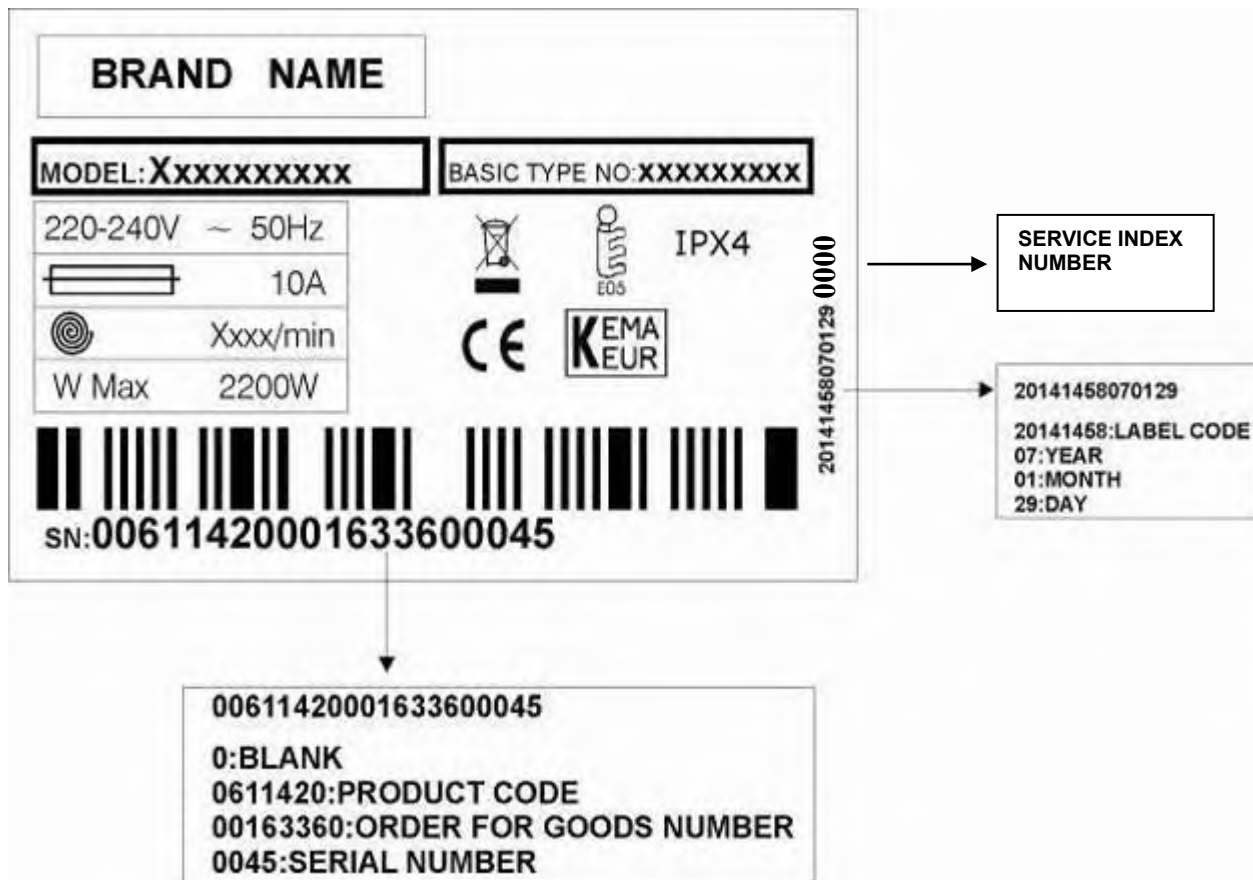 BRAND NAME
MODEL:Xxxxxxxxxx
BASIC TYPE NO:xxxxxxxxx
220-240V ~ 50Hz
10A
Xxxx/min
W Max 2200W
E05
IPX4
CE
KEMA
KEUR
20141458070129 0000
SN:00611420001633600045
SERVICE INDEX
NUMBER
20141458070129
20141458:LABEL CODE
07:YEAR
01:MONTH
29:DAY
00611420001633600045
0:BLANK
0611420:PRODUCT CODE
00163360:ORDER FOR GOODS NUMBER
0045:SERIAL NUMBER